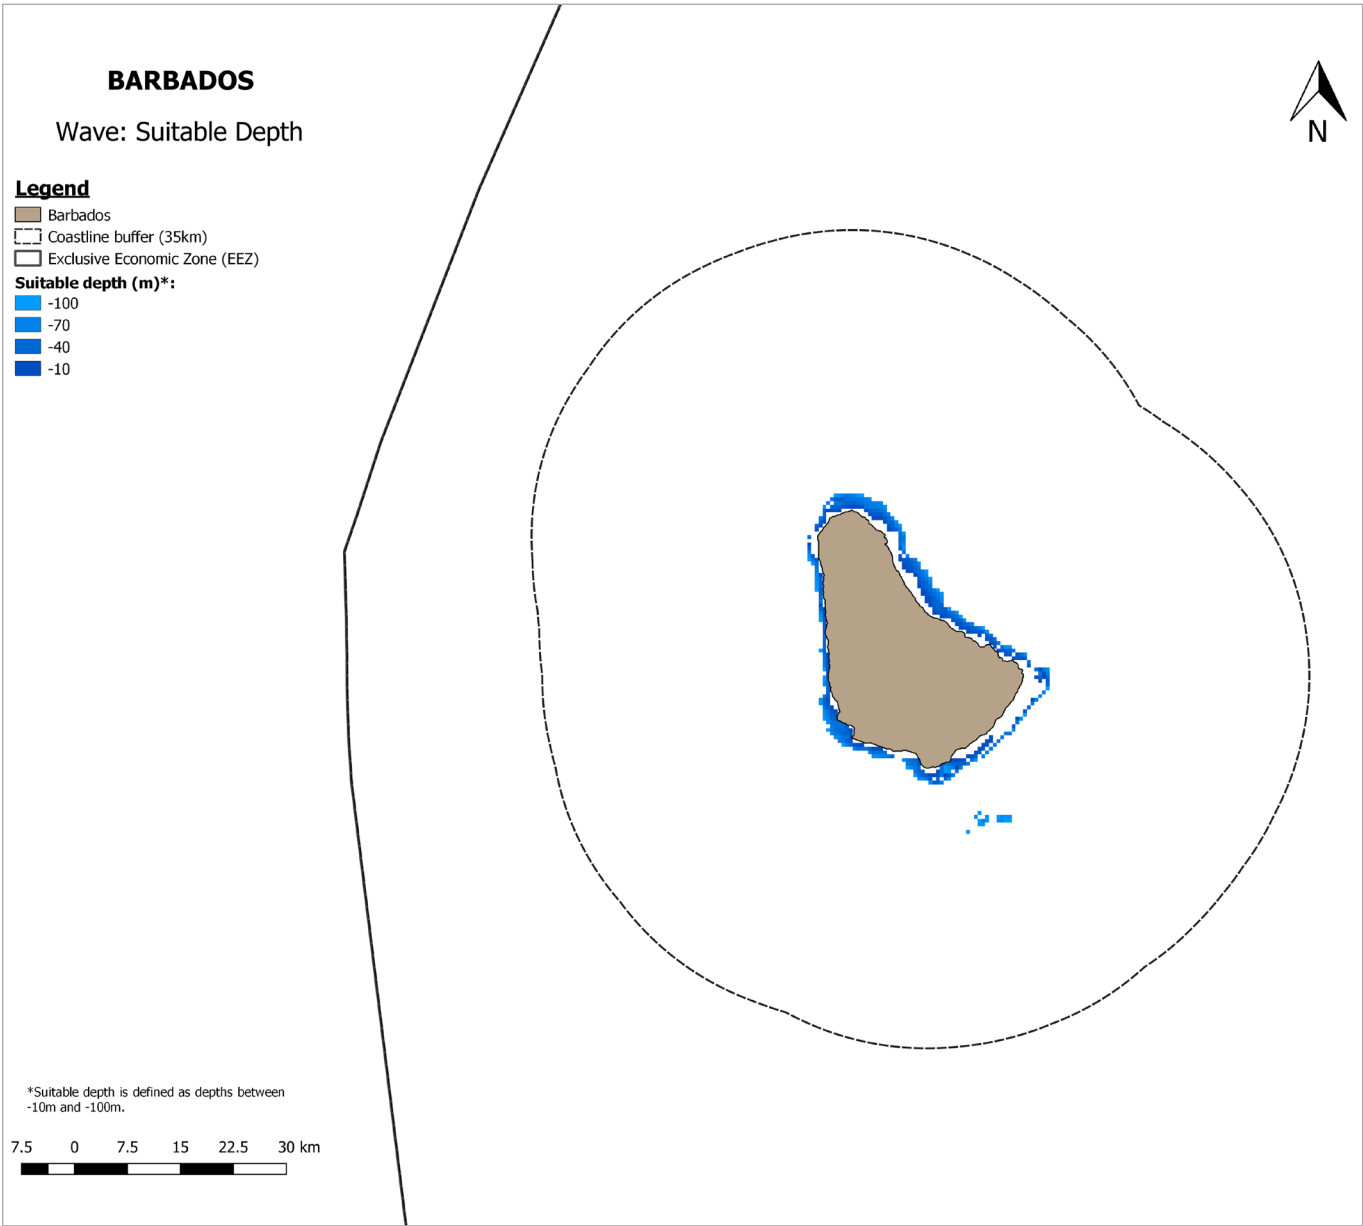 BARBADOS
Wave: Suitable Depth
N
Legend
Barbados
Coastline buffer (35km)
Exclusive Economic Zone (EEZ)
Suitable depth (m)*:
-100
-70
-40
-10
*Suitable depth is defined as depths between
-10m and -100m.
7.5 0 7.5 15 22.5 30 km